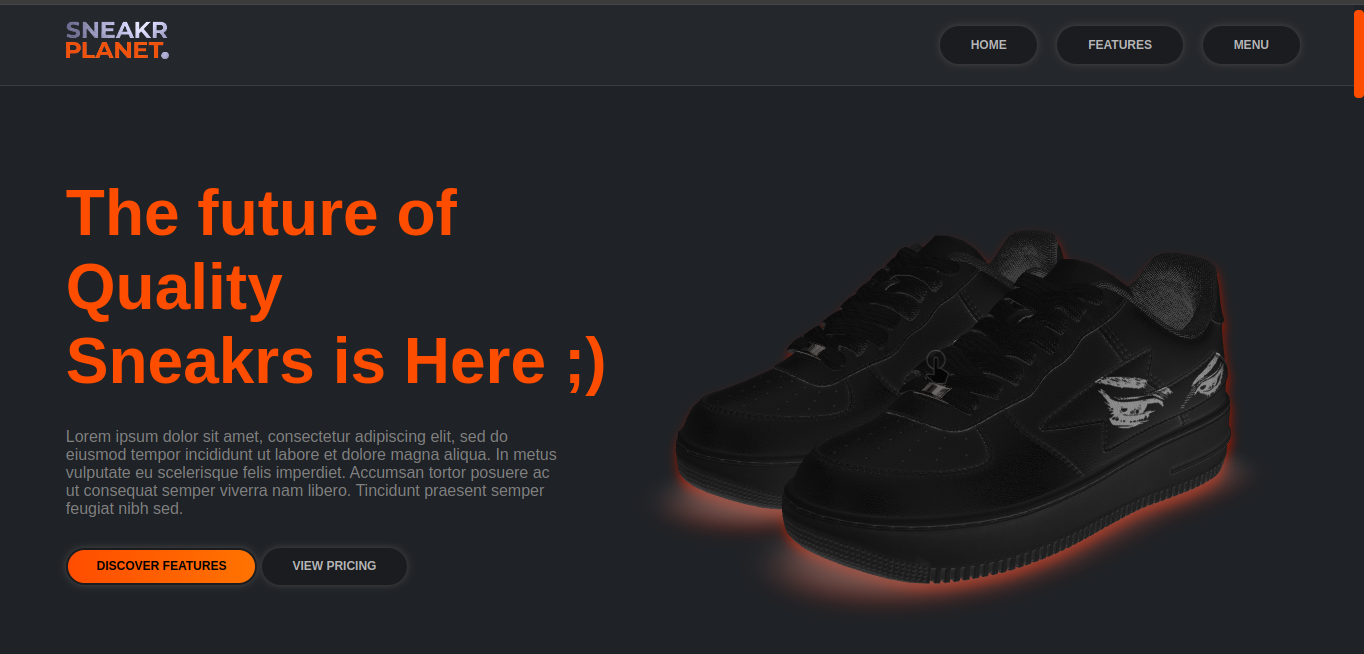 SNEAKR
PLANET.
HOME
FEATURES
MENU
The future of
Quality
Sneakrs is Here ;)
Lorem ipsum dolor sit amet, consectetur adipiscing elit, sed do
eiusmod tempor incididunt ut labore et dolore magna aliqua. In metus
vulputate eu scelerisque felis imperdiet. Accumsan tortor posuere ac
ut consequat semper viverra nam libero. Tincidunt praesent semper
feugiat nibh sed.
DISCOVER FEATURES
VIEW PRICING